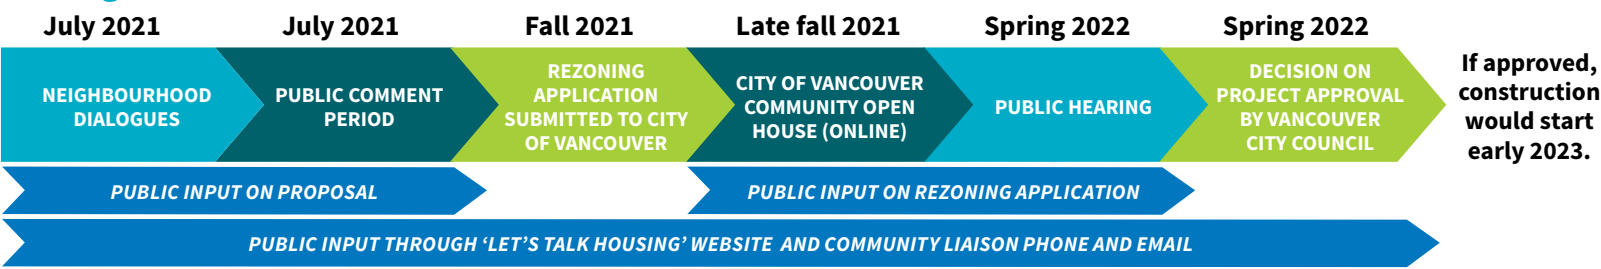 July 2021
July 2021
Fall 2021
Late fall 2021
Spring 2022
Spring 2022
NEIGHBOURHOOD
DIALOGUES
PUBLIC COMMENT
PERIOD
REZONING
APPLICATION
SUBMITTED TO CITY
OF VANCOUVER
CITY OF VANCOUVER
COMMUNITY OPEN
HOUSE (ONLINE)
PUBLIC HEARING
DECISION ON
PROJECT APPROVAL
BY VANCOUVER
CITY COUNCIL
If approved,
construction
would start
early 2023.
PUBLIC INPUT ON PROPOSAL
PUBLIC INPUT ON REZONING APPLICATION
PUBLIC INPUT THROUGH ‘LET’S TALK HOUSING’ WEBSITE AND COMMUNITY LIAISON PHONE AND EMAIL